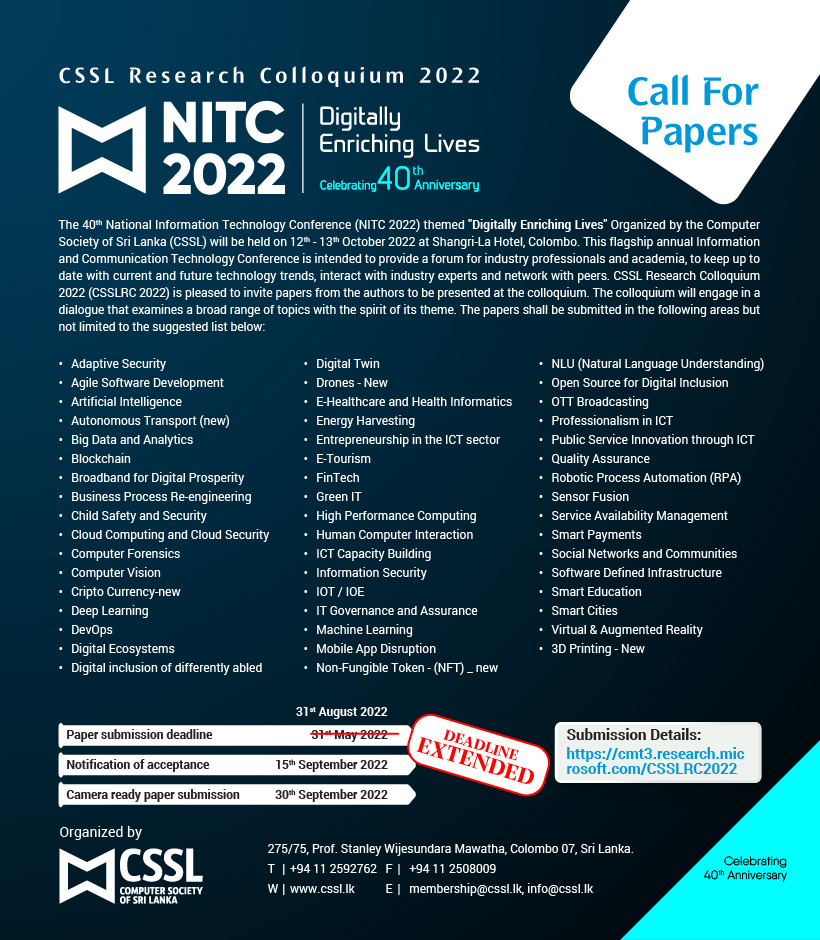 CSSL Research Colloquium 2022
Call For
Papers
NITC
2022
Digitally
Enriching Lives
Celebrating 40th Anniversary
The 40th National Information Technology Conference (NITC 2022) themed "Digitally Enriching Lives" Organized by the Computer
Society of Sri Lanka (CSSL) will be held on 12th - 13th October 2022 at Shangri-La Hotel, Colombo. This flagship annual Information
and Communication Technology Conference is intended to provide a forum for industry professionals and academia, to keep up to
date with current and future technology trends, interact with industry experts and network with peers. CSSL Research Colloquium
2022 (CSSLRC 2022) is pleased to invite papers from the authors to be presented at the colloquium. The colloquium will engage in a
dialogue that examines a broad range of topics with the spirit of its theme. The papers shall be submitted in the following areas but
not limited to the suggested list below:
• Adaptive Security
• Agile Software Development
• Artificial Intelligence
• Autonomous Transport (new)
• Big Data and Analytics
• Blockchain
• Broadband for Digital Prosperity
• Business Process Re-engineering
• Child Safety and Security
• Cloud Computing and Cloud Security
• Computer Forensics
• Computer Vision
• Cripto Currency-new
• Deep Learning
• DevOps
• Digital Ecosystems
• Digital inclusion of differently abled
• Digital Twin
• Drones - New
• E-Healthcare and Health Informatics
• Energy Harvesting
• Entrepreneurship in the ICT sector
• E-Tourism
• FinTech
• Green IT
• High Performance Computing
• Human Computer Interaction
• ICT Capacity Building
• Information Security
• IOT / IOE
• IT Governance and Assurance
• Machine Learning
• Mobile App Disruption
• Non-Fungible Token - (NFT) _ new
• NLU (Natural Language Understanding)
• Open Source for Digital Inclusion
• OTT Broadcasting
• Professionalism in ICT
• Public Service Innovation through ICT
• Quality Assurance
• Robotic Process Automation (RPA)
• Sensor Fusion
• Service Availability Management
• Smart Payments
• Social Networks and Communities
• Software Defined Infrastructure
• Smart Education
• Smart Cities
• Virtual & Augmented Reality
• 3D Printing - New
31st August 2022
Paper submission deadline 31st May 2022
Notification of acceptance 15th September 2022
Camera ready paper submission 30th September 2022
DEADLINE
EXTENDED
Submission Details:
https://cmt3.research.mic
rosoft.com/CSSLRC2022
Organized by
CSSL
COMPUTER SOCIETY
OF SRI LANKA
275/75, Prof. Stanley Wijesundara Mawatha, Colombo 07, Sri Lanka.
T | +94 11 2592762 F | +94 11 2508009
W | www.cssl.lk E | membership@cssl.lk, info@cssl.lk
Celebrating
40th Anniversary